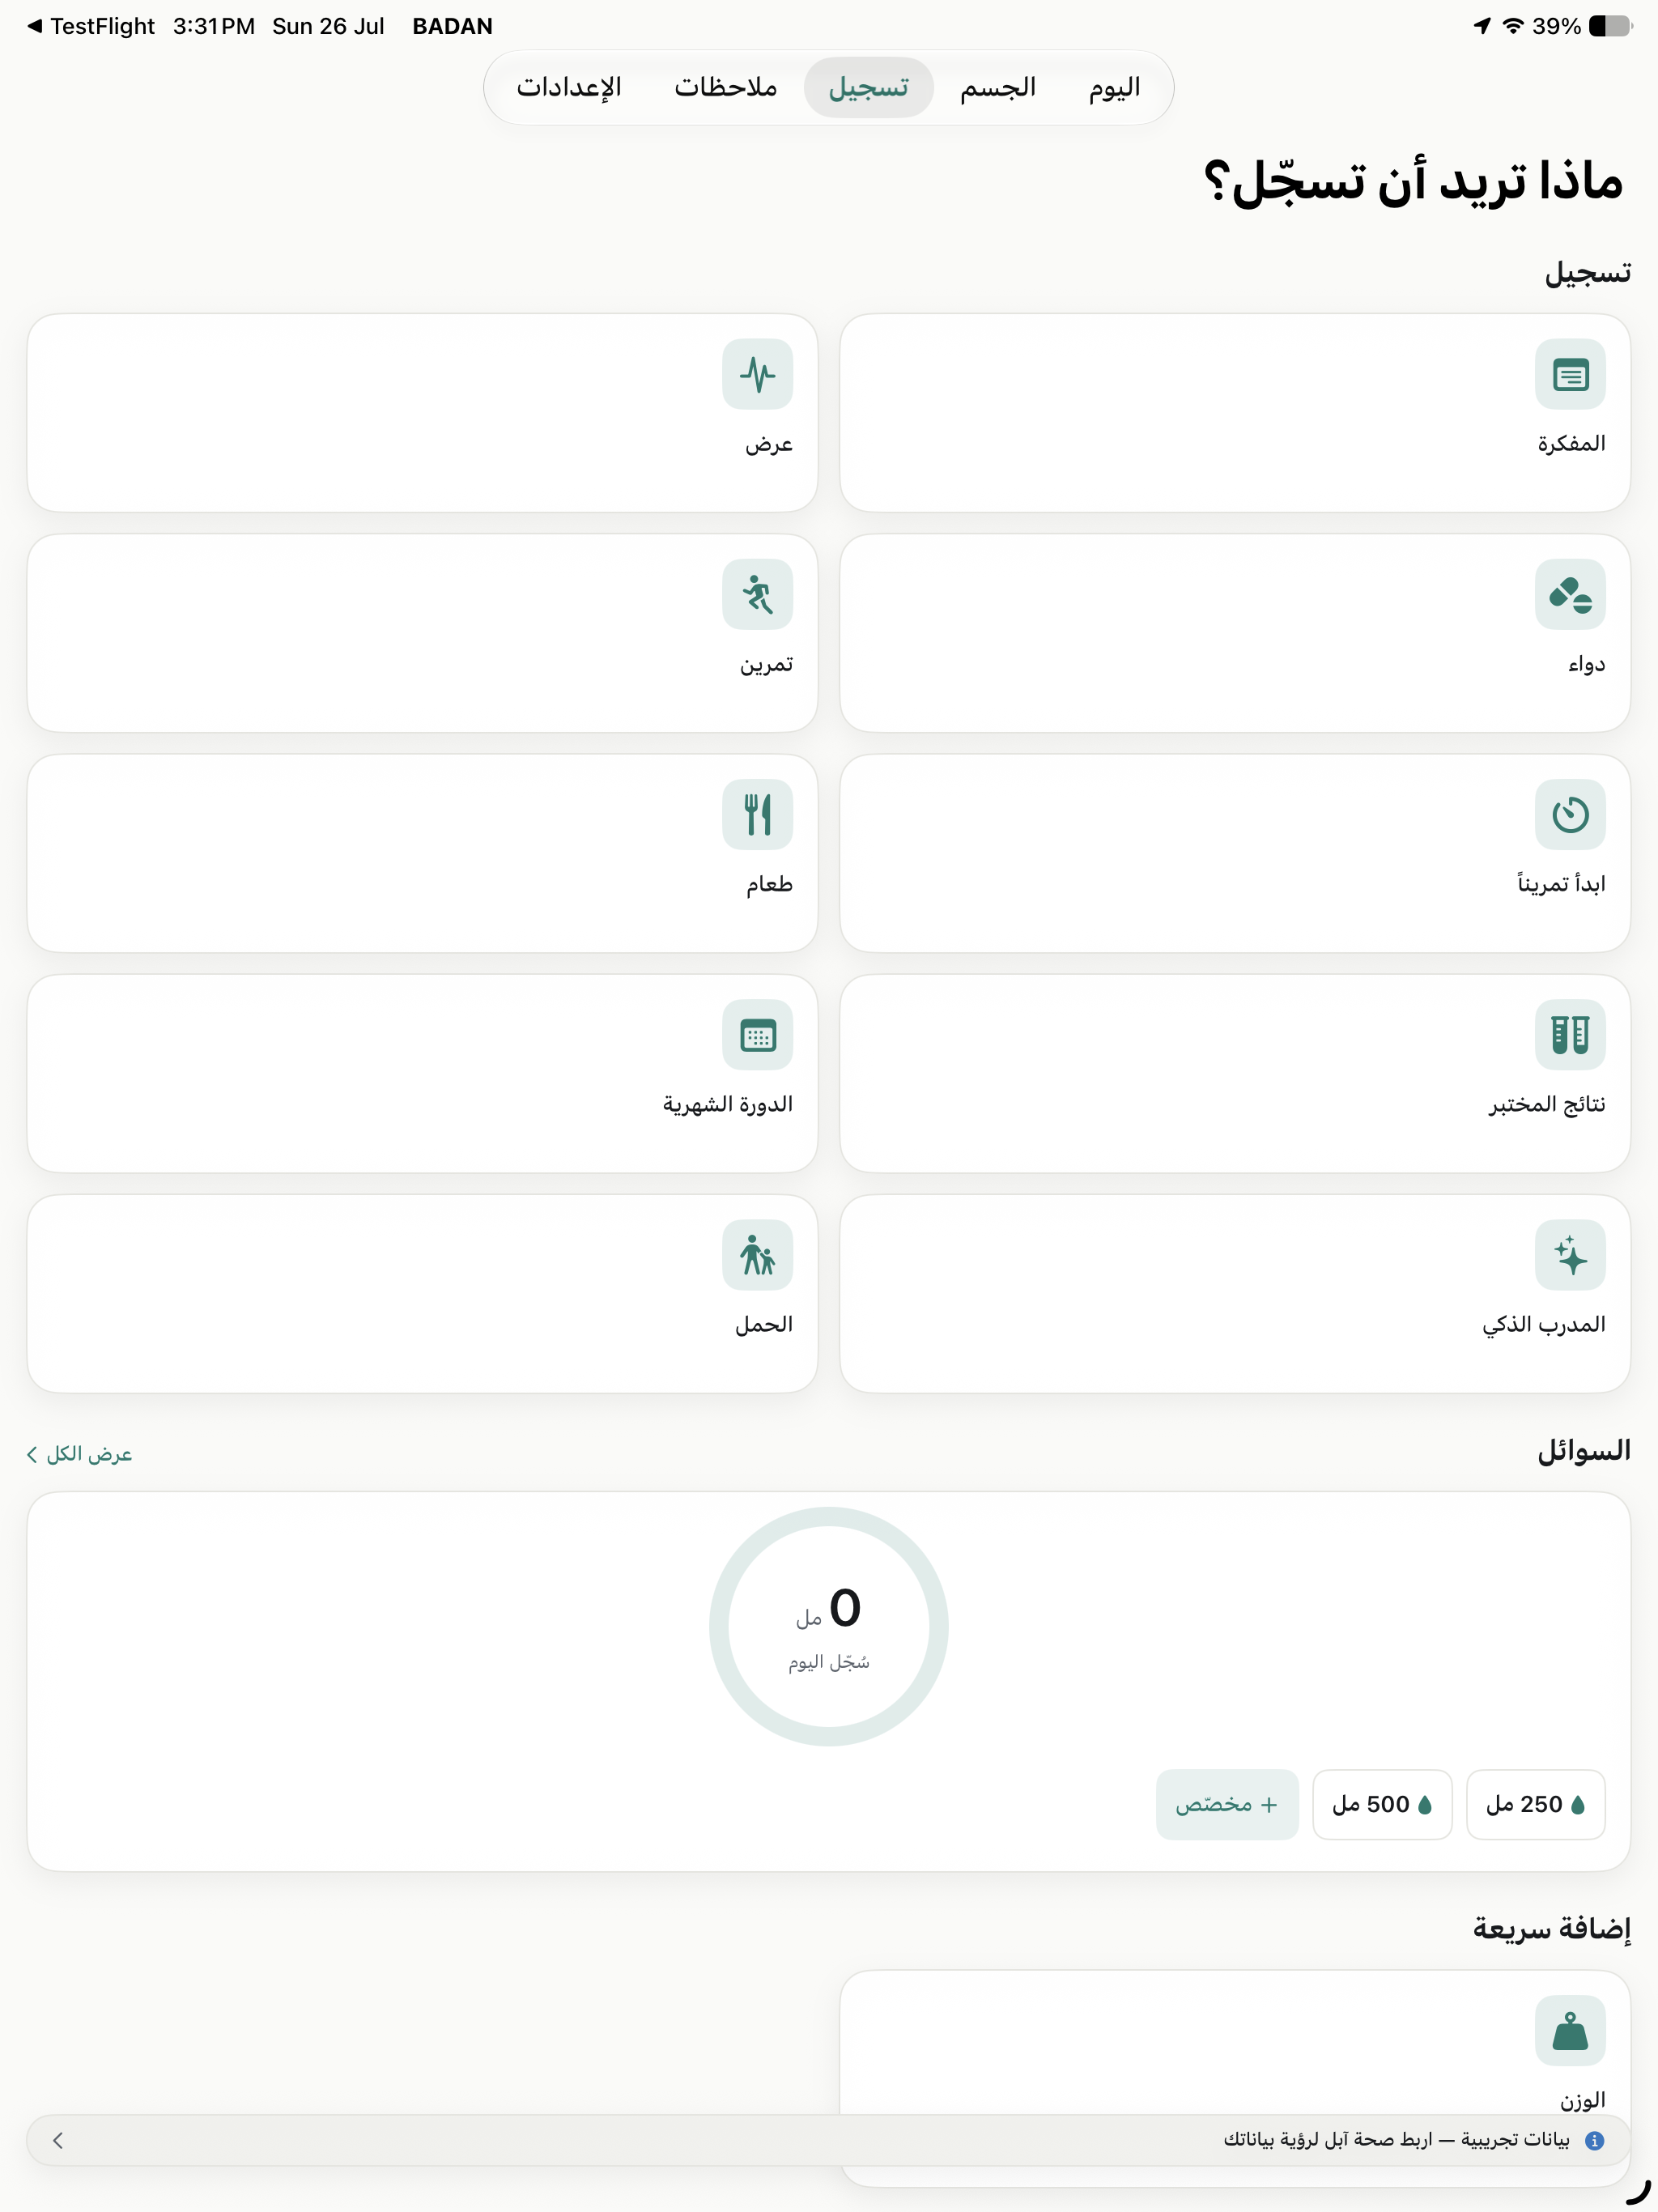 TestFlight 3:31 PM Sun 26 Jul BADAN 39%
اليوم الجسم تسجيل ملاحظات الإعدادات
ماذا تريد أن تسجّل؟
تسجيل
المفكرة
عرض
دواء
تمرين
ابدأ تمريناً
طعام
نتائج المختبر
الدورة الشهرية
المدرب الذكي
الحمل
السوائل
عرض الكل
0 مل
سُجّل اليوم
250 مل
500 مل
+ مخصّص
إضافة سريعة
الوزن
بيانات تجريبية — اربط صحة آبل لرؤية بياناتك